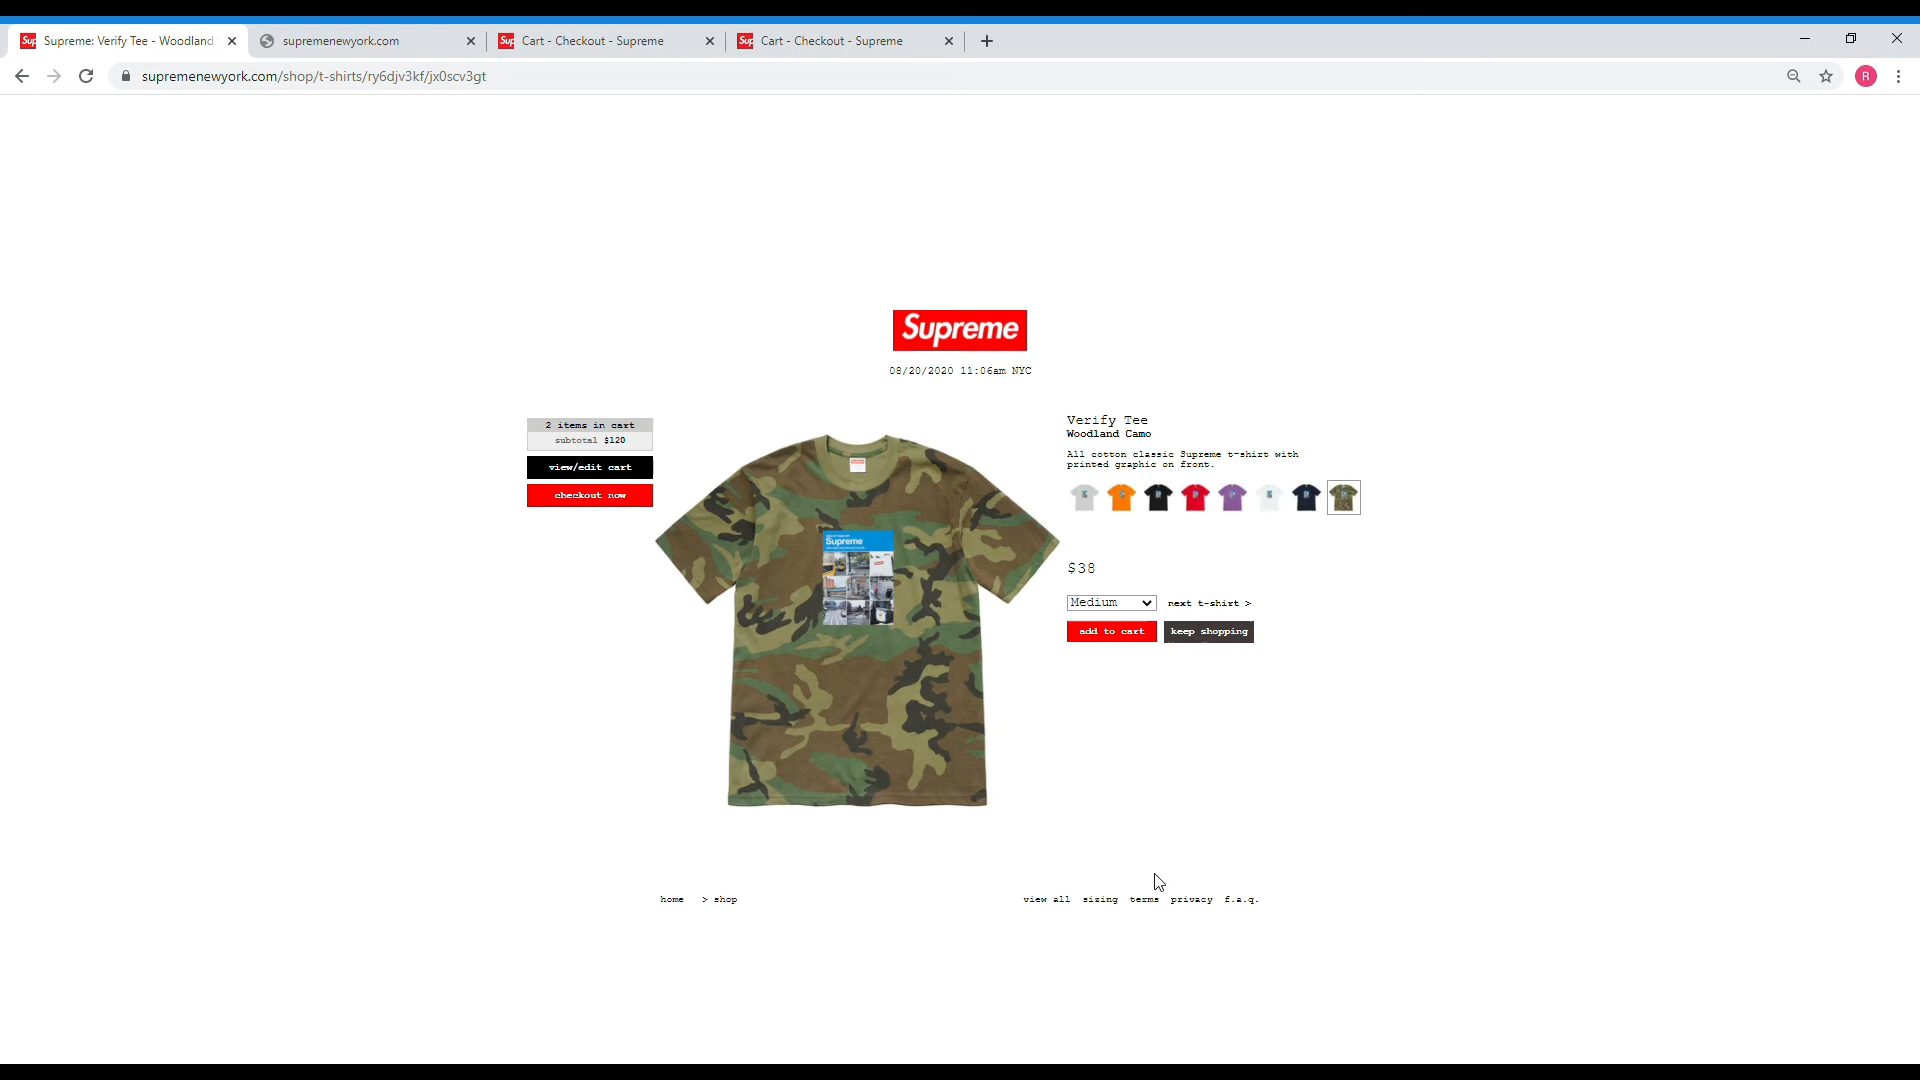 Supreme: Verify Tee - Woodland
supremenewyork.com
Cart - Checkout - Supreme
Cart - Checkout - Supreme
supremenewyork.com/shop/t-shirts/ry6djv3kf/jx0scv3gt
R
Supreme
08/20/2020 11:06am NYC
2 items in cart
subtotal $120
view/edit cart
checkout now
Supreme
Verify Tee
Woodland Camo
All cotton classic Supreme t-shirt with
printed graphic on front.
$38
Medium
next t-shirt >
add to cart
keep shopping
home > shop
view all sizing terms privacy f.a.q.